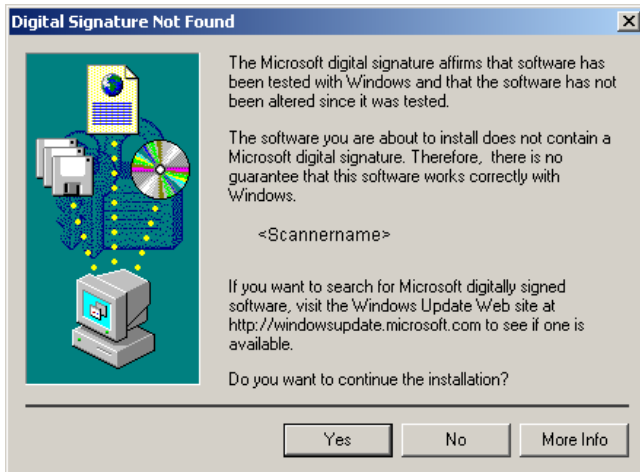 Digital Signature Not Found
The Microsoft digital signature affirms that software has
been tested with Windows and that the software has not
been altered since it was tested.
The software you are about to install does not contain a
Microsoft digital signature. Therefore, there is no
guarantee that this software works correctly with
Windows.
<Scannername>
If you want to search for Microsoft digitally signed
software, visit the Windows Update Web site at
http://windowsupdate.microsoft.com to see if one is
available.
Do you want to continue the installation?
Yes
No
More Info